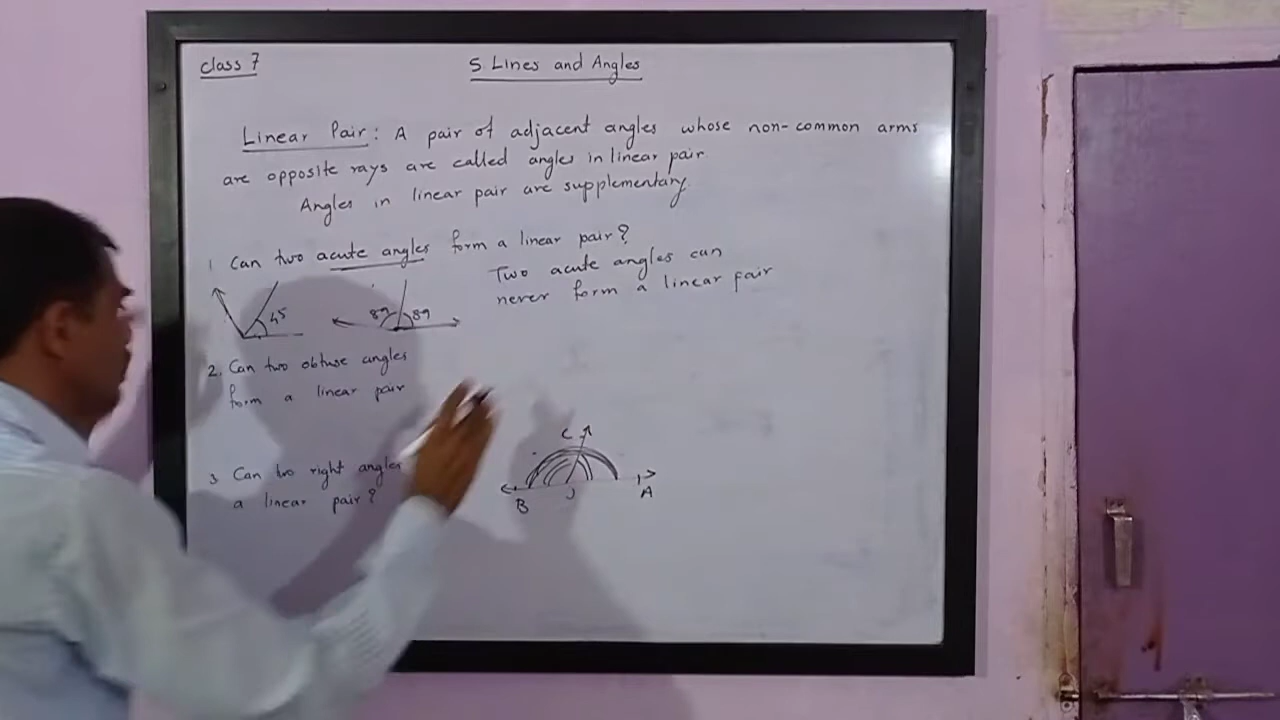 class 7
5 Lines and Angles
Linear Pair: A pair of adjacent angles whose non-common arms
are opposite rays are called angles in linear pair
Angles in linear pair are supplementary.
1 Can two acute angles form a linear pair?
Two acute angles can
never form a linear pair
45
89 89
2. Can two obtuse angles
form a linear pair
C
3 Can two right angles
a linear pair?
B A